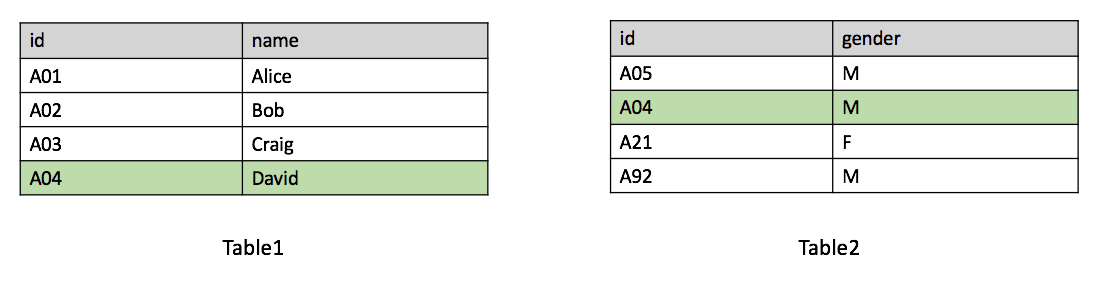 id name
A01 Alice
A02 Bob
A03 Craig
A04 David
Table1
id gender
A05 M
A04 M
A21 F
A92 M
Table2